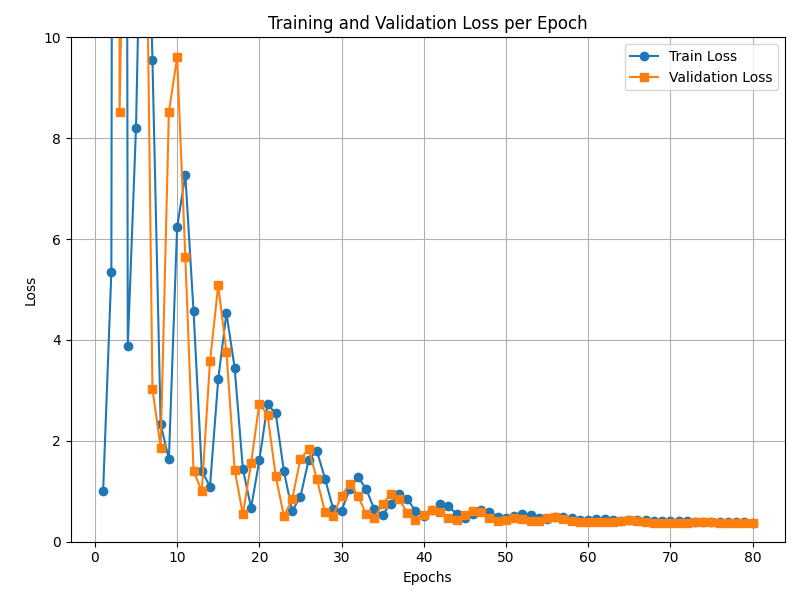 Training and Validation Loss per Epoch
Train Loss
Validation Loss
10
8
6
4
2
0
Loss
0 10 20 30 40 50 60 70 80
Epochs